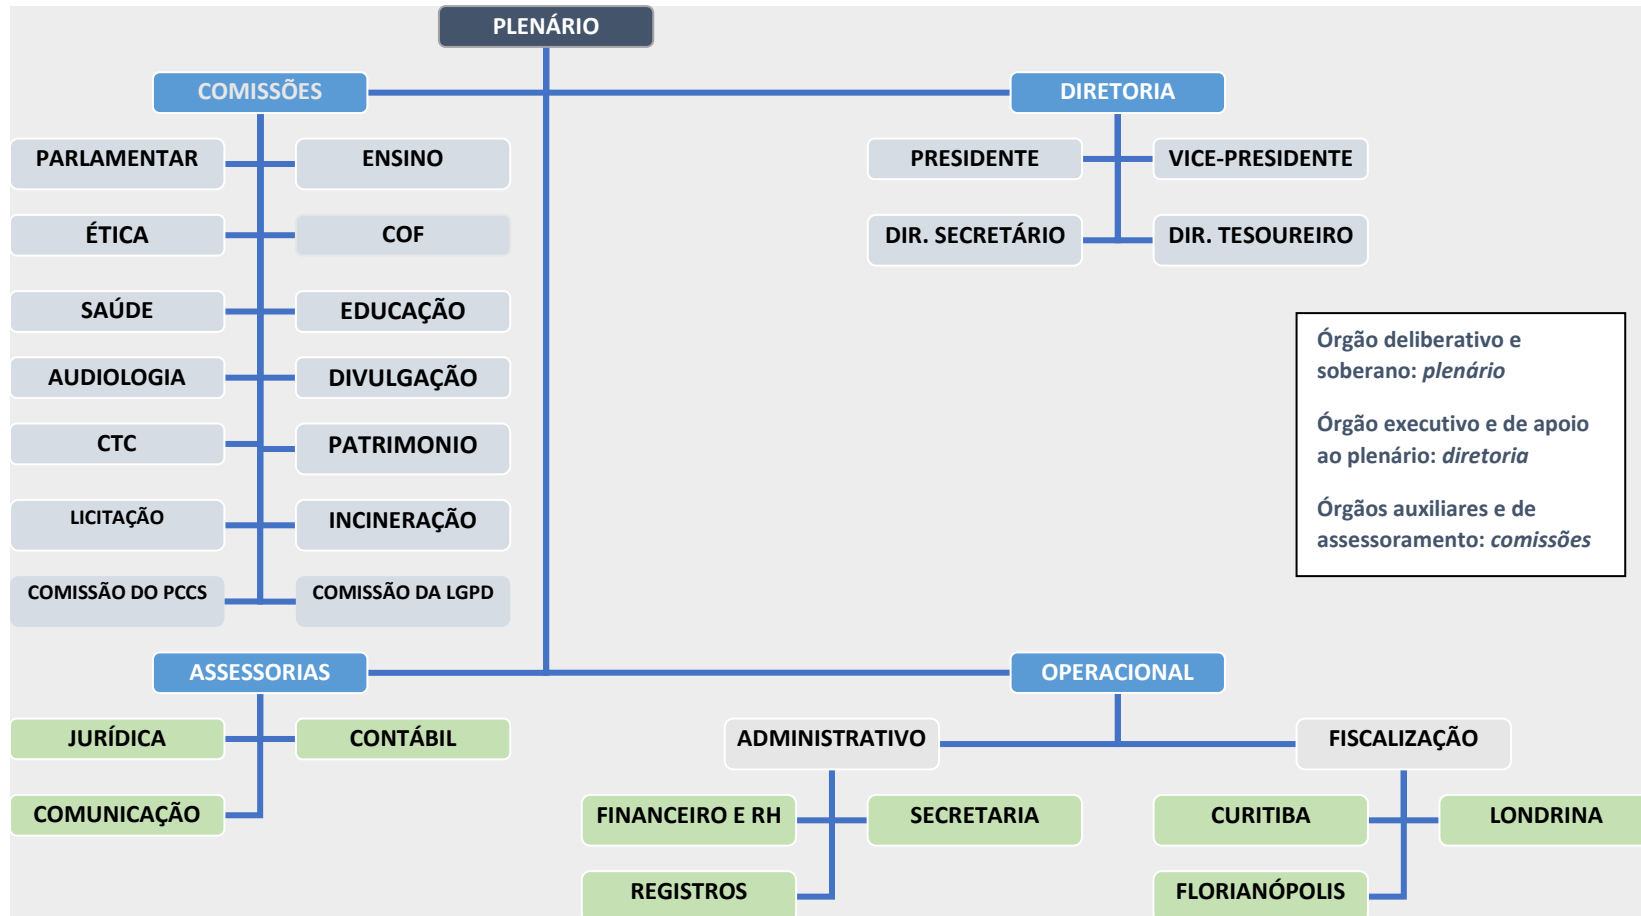 PLENÁRIO
COMISSÕES
DIRETORIA
PARLAMENTAR
ENSINO
PRESIDENTE
VICE-PRESIDENTE
ÉTICA
COF
DIR. SECRETÁRIO
DIR. TESOUREIRO
SAÚDE
EDUCAÇÃO
AUDIOLOGIA
DIVULGAÇÃO
CTC
PATRIMONIO
LICITAÇÃO
INCINERAÇÃO
COMISSÃO DO PCCS
COMISSÃO DA LGPD
Órgão deliberativo e
soberano: plenário
Órgão executivo e de apoio
ao plenário: diretoria
Órgãos auxiliares e de
assessoramento: comissões
ASSESSORIAS
OPERACIONAL
JURÍDICA
CONTÁBIL
ADMINISTRATIVO
FISCALIZAÇÃO
COMUNICAÇÃO
FINANCEIRO E RH
SECRETARIA
CURITIBA
LONDRINA
REGISTROS
FLORIANÓPOLIS